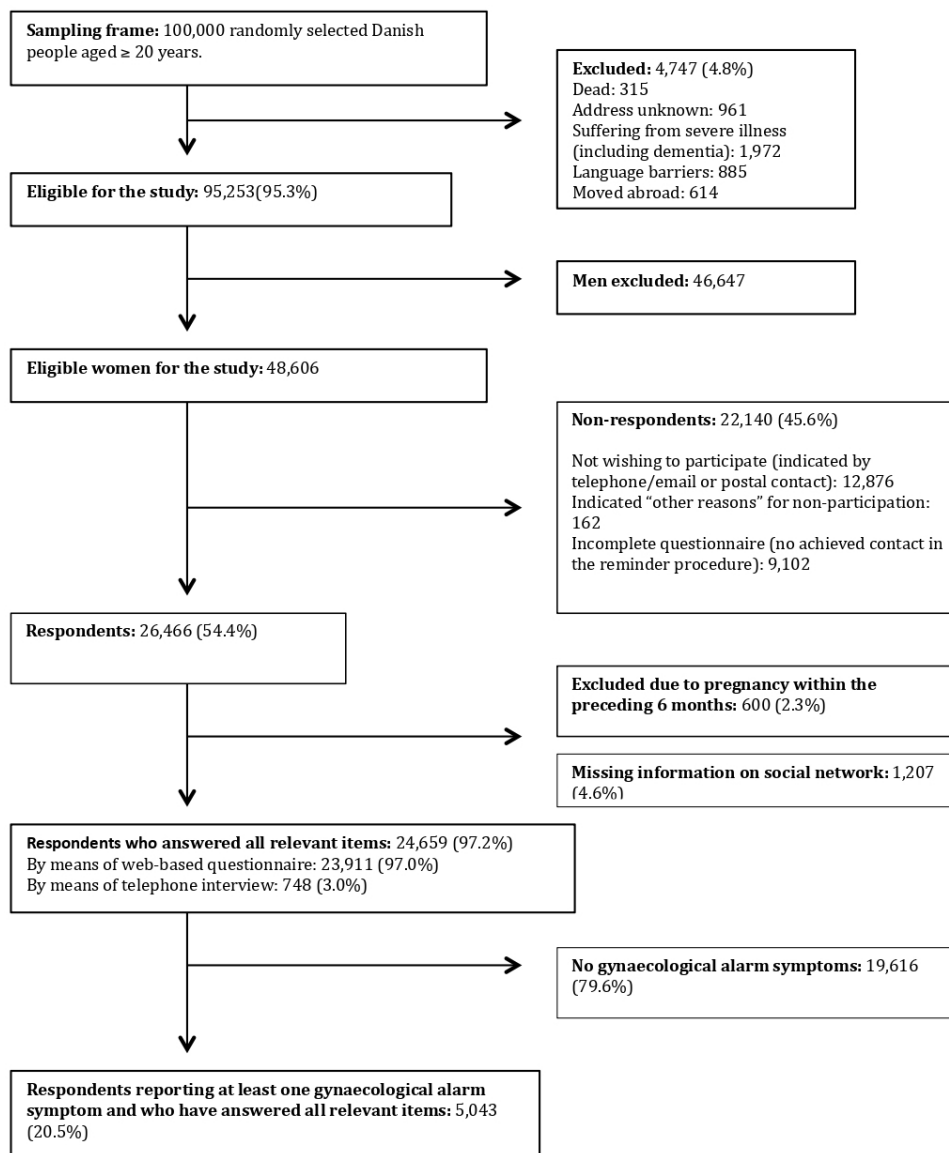 Sampling frame: 100,000 randomly selected Danish
people aged ≥ 20 years.
Excluded: 4,747 (4.8%)
Dead: 315
Address unknown: 961
Suffering from severe illness
(including dementia): 1,972
Language barriers: 885
Moved abroad: 614
Eligible for the study: 95,253(95.3%)
Men excluded: 46,647
Eligible women for the study: 48,606
Non-respondents: 22,140 (45.6%)
Not wishing to participate (indicated by
telephone/email or postal contact): 12,876
Indicated “other reasons” for non-participation:
162
Incomplete questionnaire (no achieved contact in
the reminder procedure): 9,102
Respondents: 26,466 (54.4%)
Excluded due to pregnancy within the
preceding 6 months: 600 (2.3%)
Missing information on social network: 1,207
(4.6%)
Respondents who answered all relevant items: 24,659 (97.2%)
By means of web-based questionnaire: 23,911 (97.0%)
By means of telephone interview: 748 (3.0%)
No gynaecological alarm symptoms: 19,616
(79.6%)
Respondents reporting at least one gynaecological alarm
symptom and who have answered all relevant items: 5,043
(20.5%)